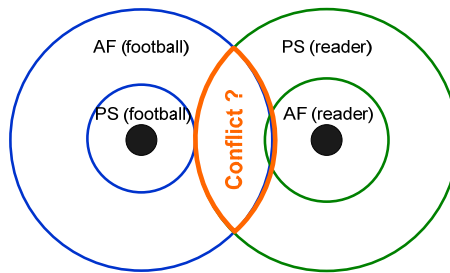 AF (football)
PS (reader)
PS (football)
Conflict ?
AF (reader)